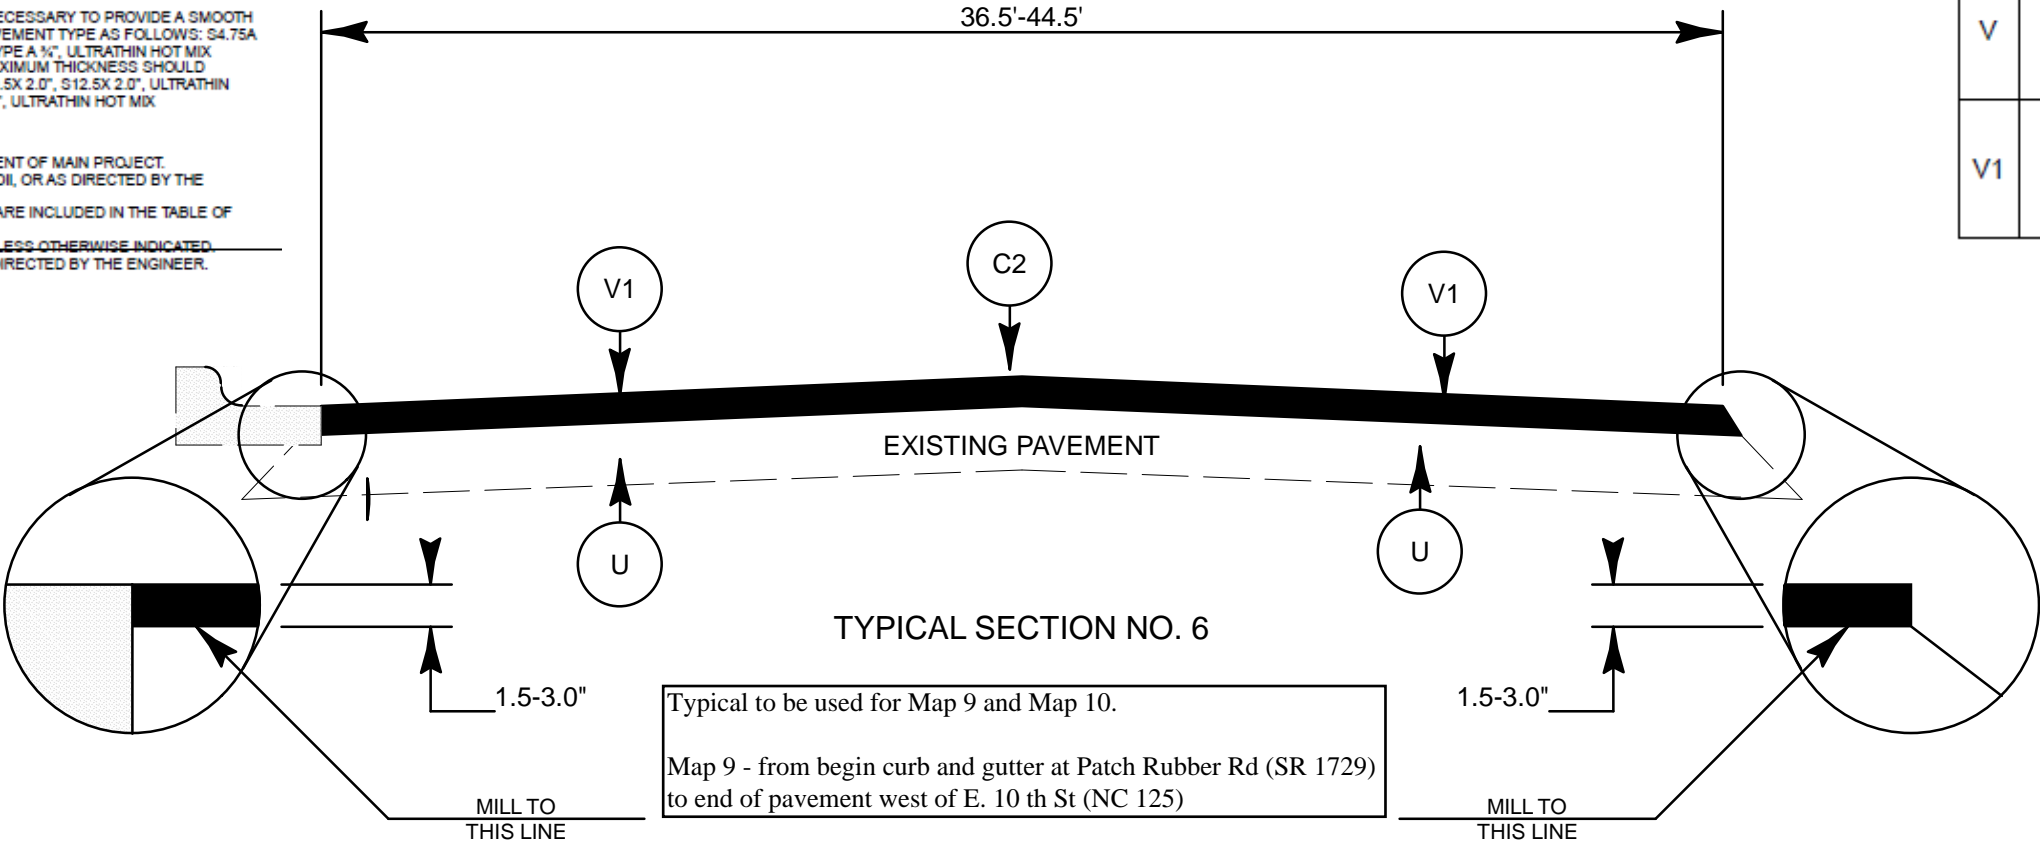 ECESSARY TO PROVIDE A SMOOTH
VEMENT TYPE AS FOLLOWS: S4.75A
YPE A ¾", ULTRATHIN HOT MIX
XIMUM THICKNESS SHOULD
.5X 2.0", S12.5X 2.0", ULTRATHIN
", ULTRATHIN HOT MIX
ENT OF MAIN PROJECT.
OII, OR AS DIRECTED BY THE
ARE INCLUDED IN THE TABLE OF
LESS OTHERWISE INDICATED.
DIRECTED BY THE ENGINEER.
36.5'-44.5'
V
V1
V1
C2
V1
EXISTING PAVEMENT
U
U
TYPICAL SECTION NO. 6
1.5-3.0"
1.5-3.0"
Typical to be used for Map 9 and Map 10.
Map 9 - from begin curb and gutter at Patch Rubber Rd (SR 1729)
to end of pavement west of E. 10 th St (NC 125)
MILL TO
THIS LINE
MILL TO
THIS LINE